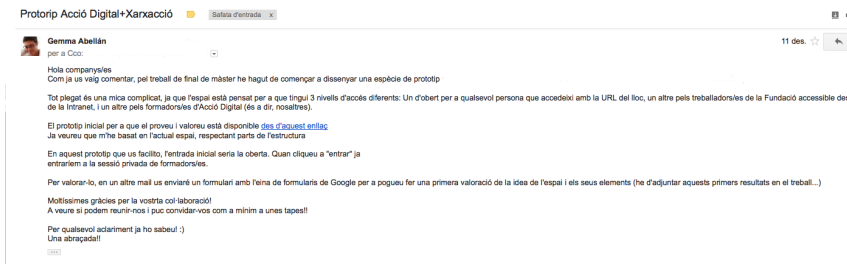 Protorip Acció Digital+Xarxacció
Safata d'entrada x
Gemma Abellán
11 des.
per a Cco:
Hola companys/es
Com ja us vaig comentar, pel treball de final de màster he hagut de començar a dissenyar una espècie de prototip
Tot plegat és una mica complicat, ja que l'espai està pensat per a que tingui 3 nivells d'accés diferents: Un d'obert per a qualsevol persona que accedeixi amb la URL del lloc, un altre pels treballadors/es de la Fundació accessible des
de la Intranet, i un altre pels formadors/es d'Acció Digital (és a dir, nosaltres).
El prototip inicial per a que el proveu i valoreu està disponible des d'aquest enllaç
Ja veureu que m'he basat en l'actual espai, respectant parts de l'estructura
En aquest prototip que us facilito, l'entrada inicial seria la oberta. Quan cliqueu a "entrar" ja
entraríem a la sessió privada de formadors/es.
Per valorar-lo, en un altre mail us enviaré un formulari amb l'eina de formularis de Google per a pogueu fer una primera valoració de la idea de l'espai i els seus elements (he d'adjuntar aquests primers resultats en el treball...)
Moltíssimes gràcies per la vostrta col·laboració!
A veure si podem reunir-nos i puc convidar-vos com a mínim a unes tapes!!
Per qualsevol aclariment ja ho sabeu! :)
Una abraçada!!